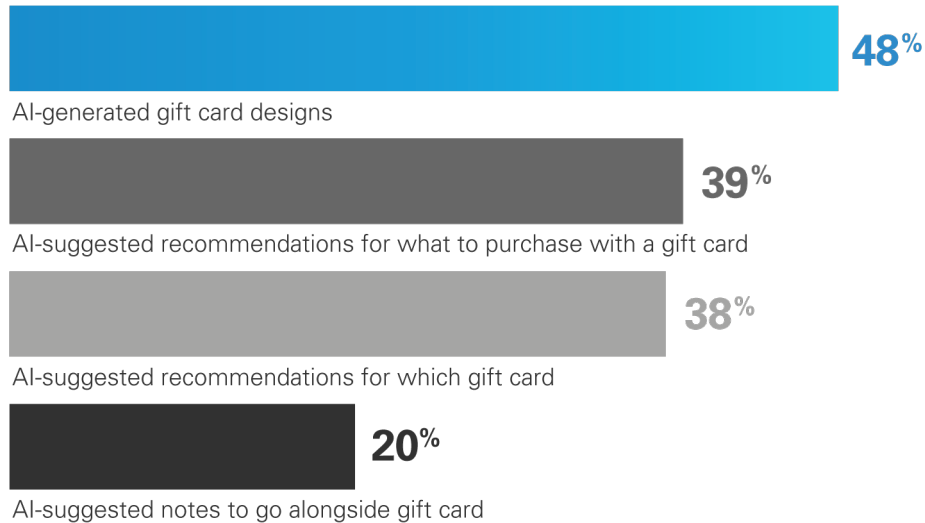 48%
AI-generated gift card designs
39%
AI-suggested recommendations for what to purchase with a gift card
38%
AI-suggested recommendations for which gift card
20%
AI-suggested notes to go alongside gift card